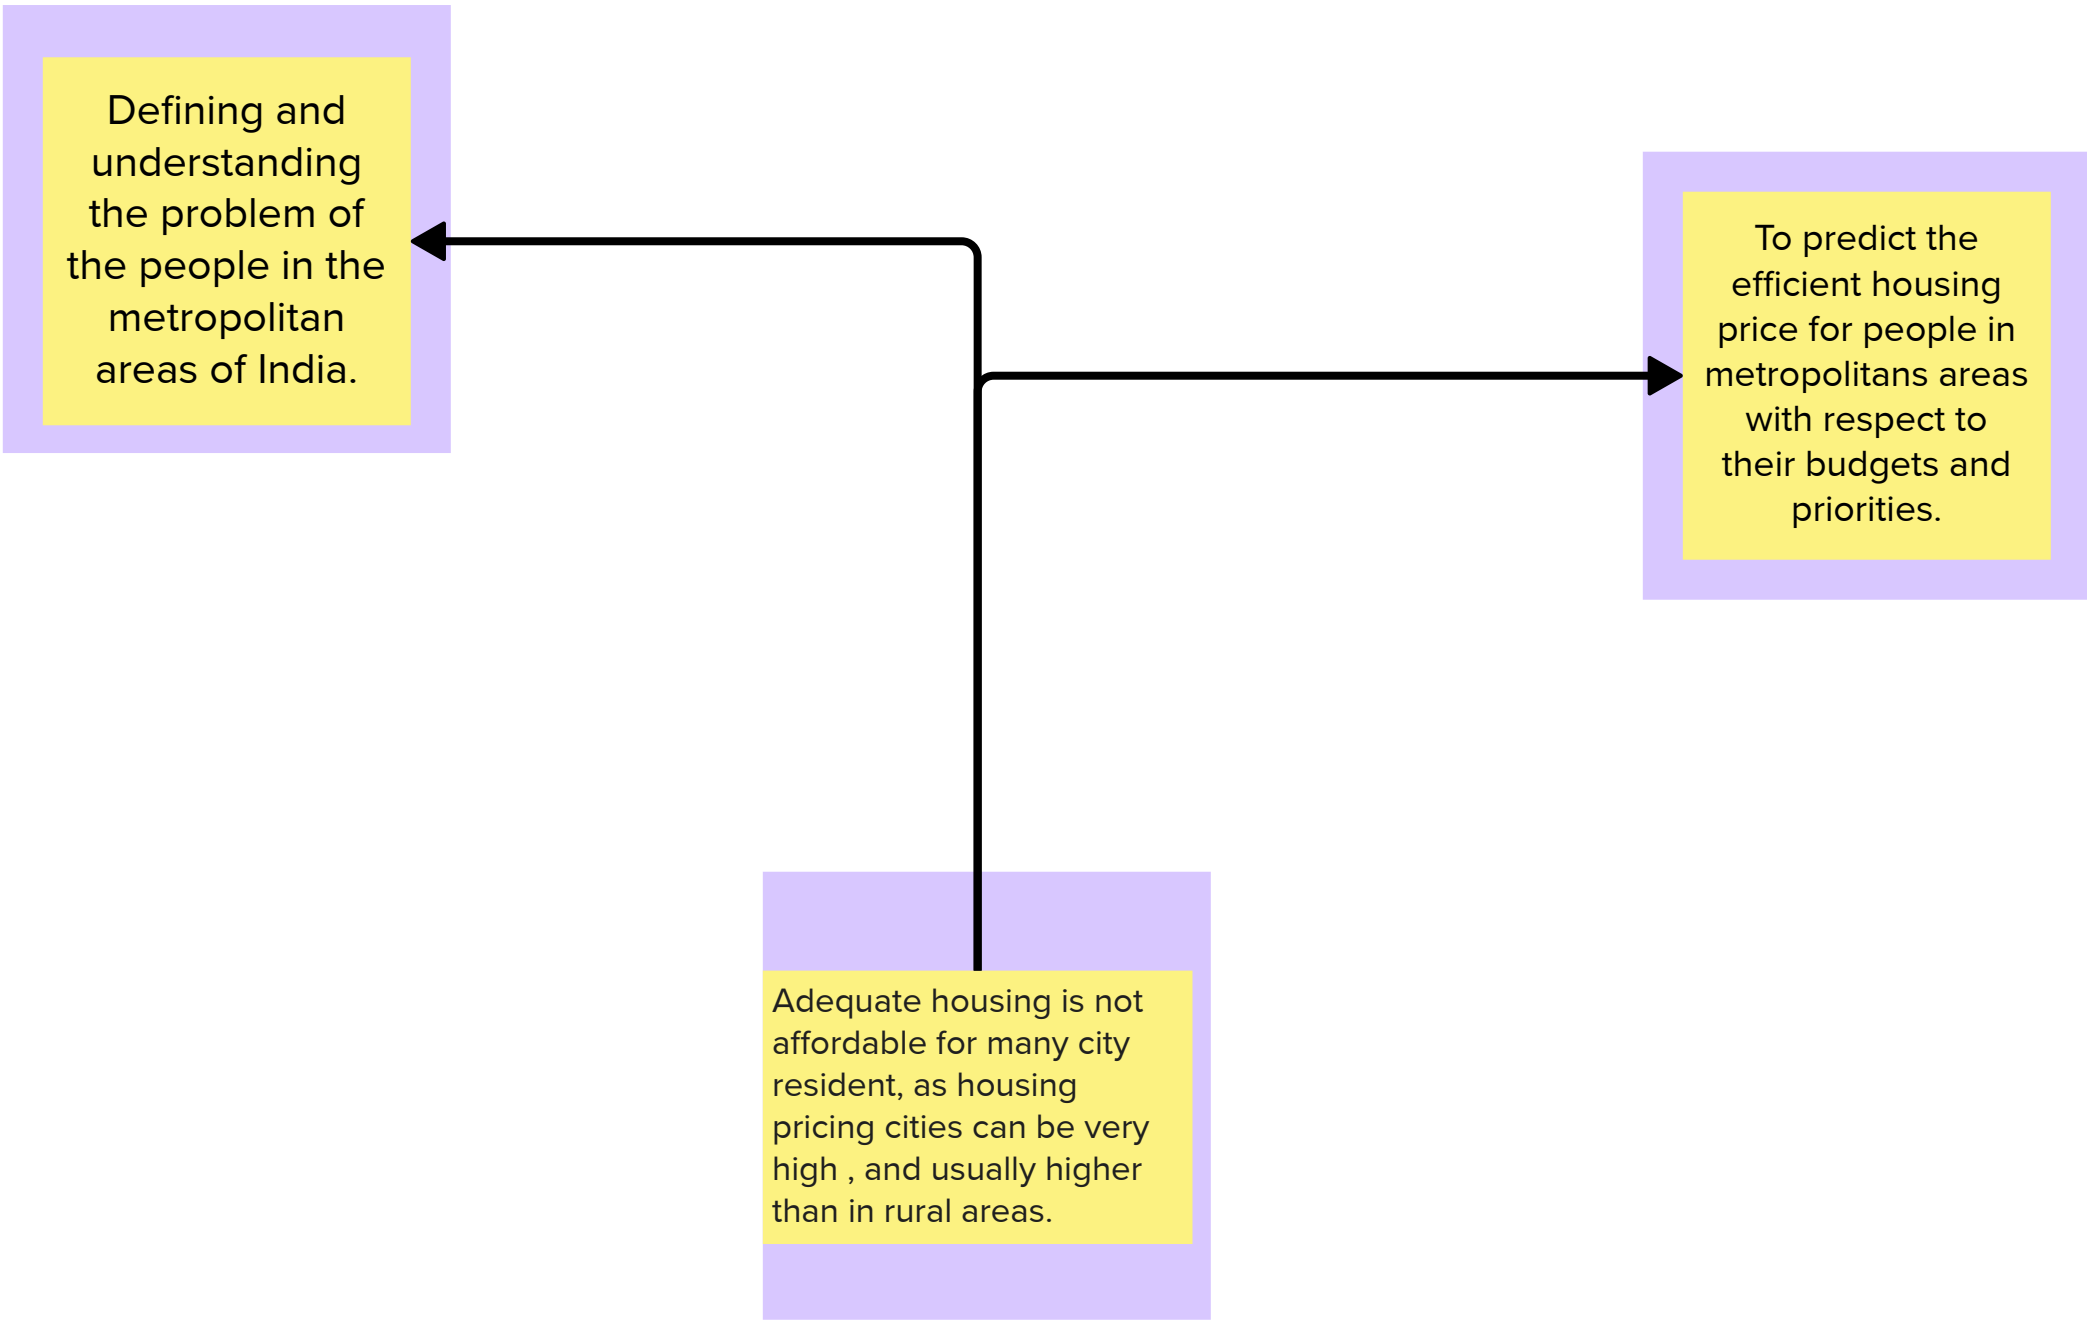 Defining and
understanding
the problem of
the people in the
metropolitan
areas of India.
To predict the
efficient housing
price for people in
metropolitans areas
with respect to
their budgets and
priorities.
Adequate housing is not
affordable for many city
resident, as housing
pricing cities can be very
high , and usually higher
than in rural areas.